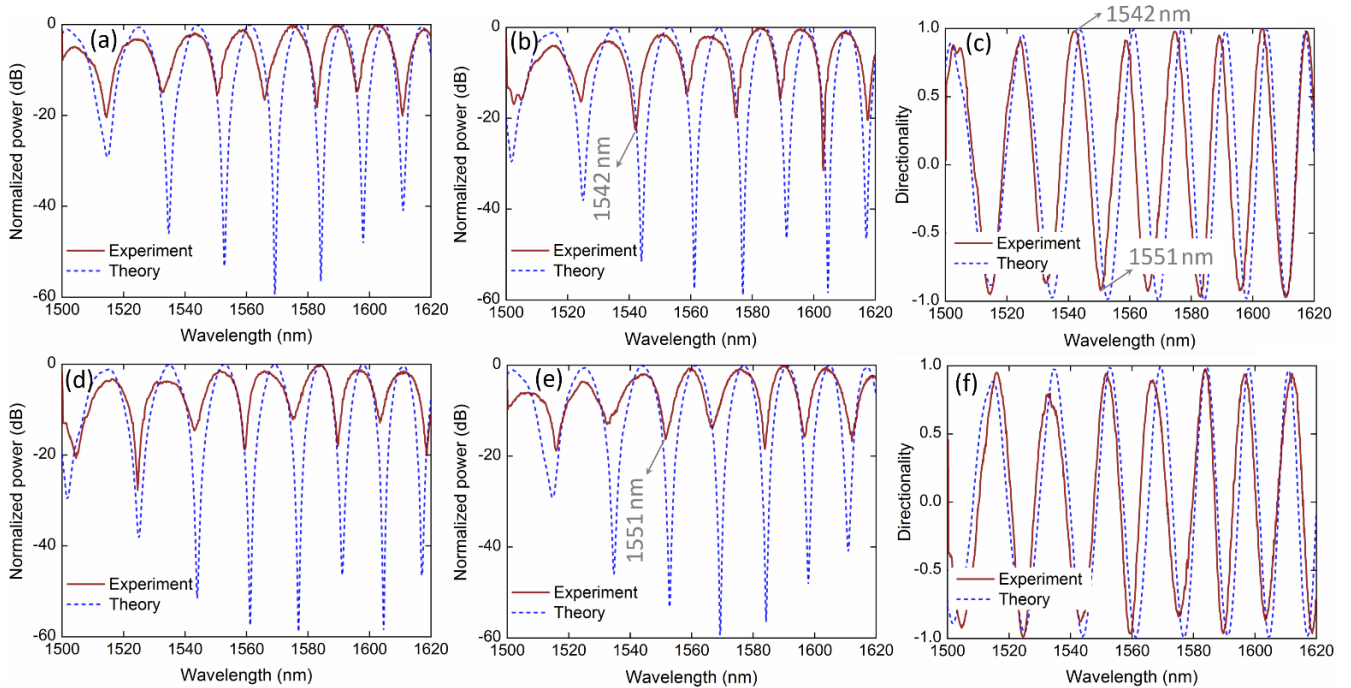 (a)
Normalized power (dB)
0
-20
-40
-60
Experiment
Theory
1500 1520 1540 1560 1580 1600 1620
Wavelength (nm)
(b)
Normalized power (dB)
0
-20
-40
-60
1542 nm
Experiment
Theory
1500 1520 1540 1560 1580 1600 1620
Wavelength (nm)
(c)
1542 nm
Directionality
1.0
0.5
0.0
-0.5
-1.0
1551 nm
Experiment
Theory
1500 1520 1540 1560 1580 1600 1620
Wavelength (nm)
(d)
Normalized power (dB)
0
-20
-40
-60
Experiment
Theory
1500 1520 1540 1560 1580 1600 1620
Wavelength (nm)
(e)
Normalized power (dB)
0
-20
-40
-60
1551 nm
Experiment
Theory
1500 1520 1540 1560 1580 1600 1620
Wavelength (nm)
(f)
Directionality
1.0
0.5
0.0
-0.5
-1.0
Experiment
Theory
1500 1520 1540 1560 1580 1600 1620
Wavelength (nm)